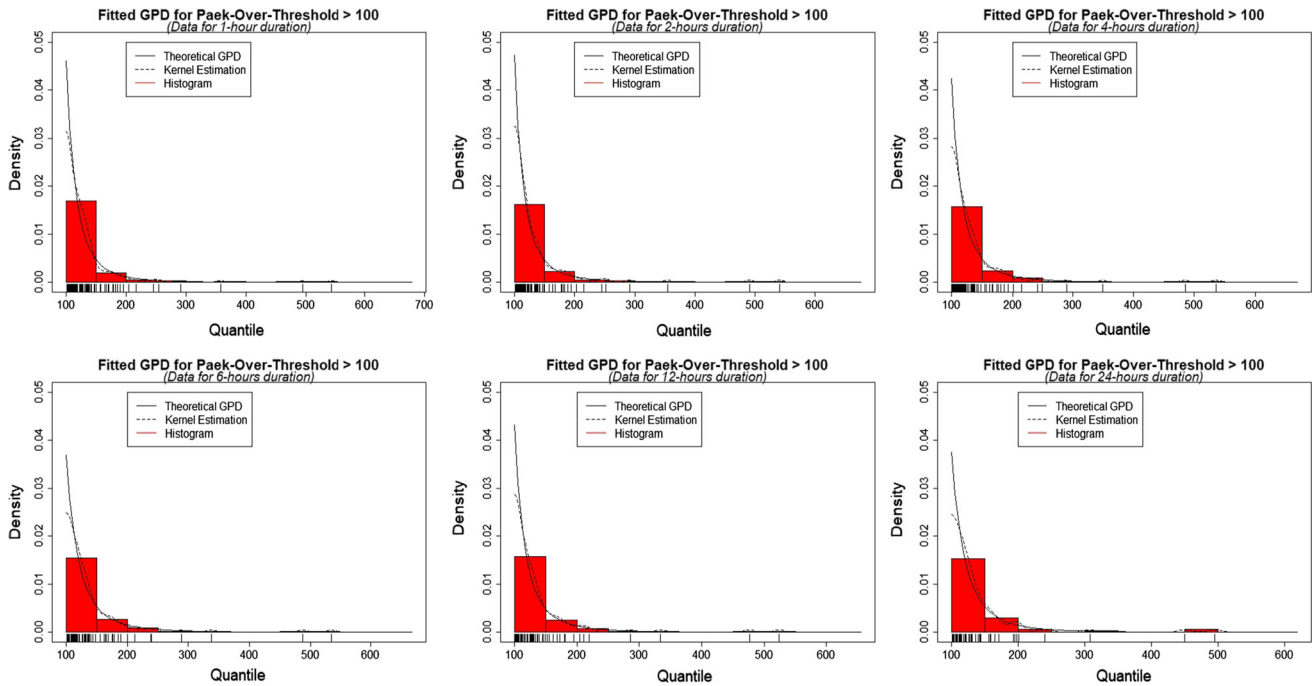 Fitted GPD for Paek-Over-Threshold > 100
(Data for 1-hour duration)
Theoretical GPD
Kernel Estimation
Histogram
Density
0.00 0.01 0.02 0.03 0.04 0.05
100 200 300 400 500 600 700
Quantile
Fitted GPD for Paek-Over-Threshold > 100
(Data for 2-hours duration)
Theoretical GPD
Kernel Estimation
Histogram
Density
0.00 0.01 0.02 0.03 0.04 0.05
100 200 300 400 500 600
Quantile
Fitted GPD for Paek-Over-Threshold > 100
(Data for 4-hours duration)
Theoretical GPD
Kernel Estimation
Histogram
Density
0.00 0.01 0.02 0.03 0.04 0.05
100 200 300 400 500 600
Quantile
Fitted GPD for Paek-Over-Threshold > 100
(Data for 6-hours duration)
Theoretical GPD
Kernel Estimation
Histogram
Density
0.00 0.01 0.02 0.03 0.04 0.05
100 200 300 400 500 600
Quantile
Fitted GPD for Paek-Over-Threshold > 100
(Data for 12-hours duration)
Theoretical GPD
Kernel Estimation
Histogram
Density
0.00 0.01 0.02 0.03 0.04 0.05
100 200 300 400 500 600
Quantile
Fitted GPD for Paek-Over-Threshold > 100
(Data for 24-hours duration)
Theoretical GPD
Kernel Estimation
Histogram
Density
0.00 0.01 0.02 0.03 0.04 0.05
100 200 300 400 500 600
Quantile